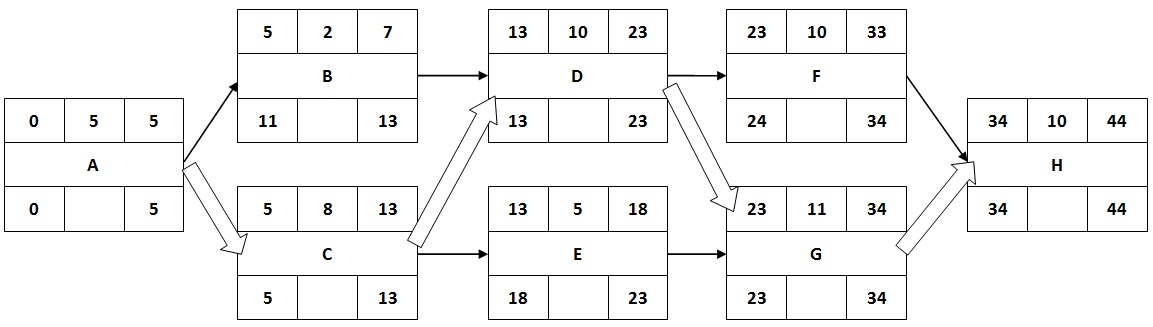 0 5 5
A
0 5
5 2 7
B
11 13
5 8 13
C
5 13
13 10 23
D
13 23
13 5 18
E
18 23
23 10 33
F
24 34
23 11 34
G
23 34
34 10 44
H
34 44